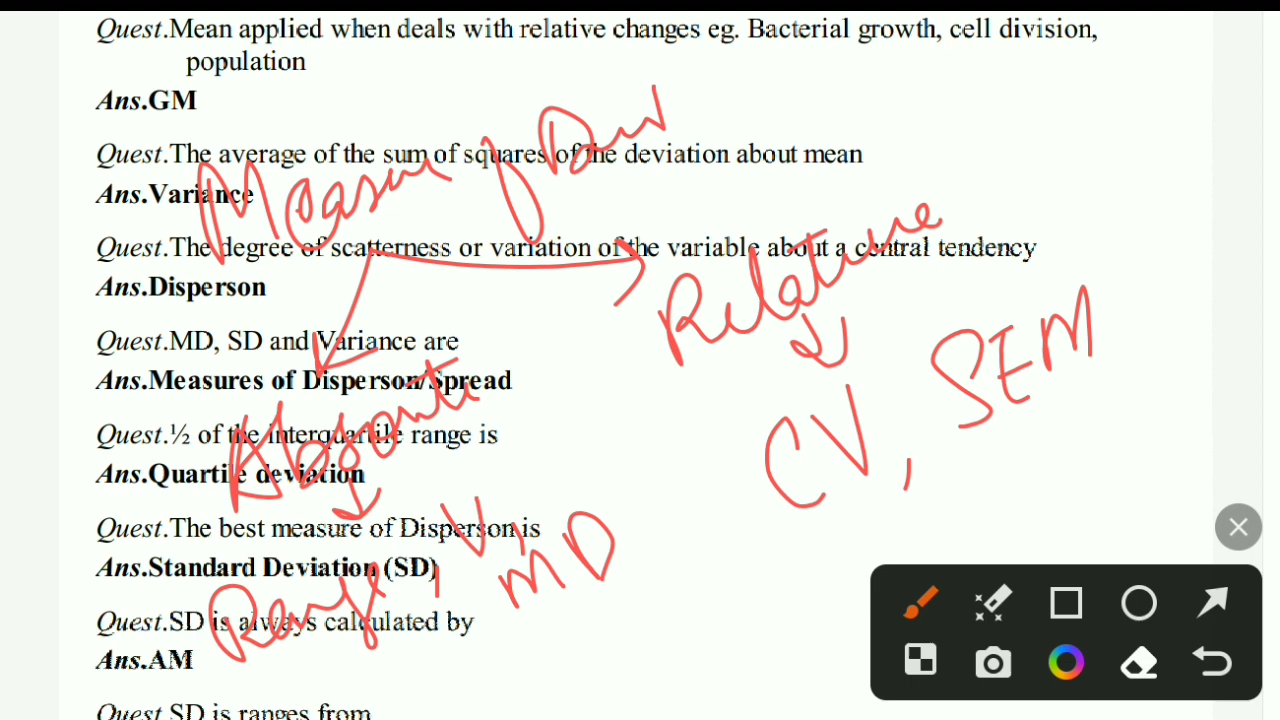 Quest.Mean applied when deals with relative changes eg. Bacterial growth, cell division,
population
Ans.GM
Quest.The average of the sum of squares of the deviation about mean
Ans.Variance
Quest.The degree of scatterness or variation of the variable about a central tendency
Ans.Disperson
Quest.MD, SD and Variance are
Ans.Measures of Disperson/Spread
Quest.½ of the interquartile range is
Ans.Quartile deviation
Quest.The best measure of Disperson is
Ans.Standard Deviation (SD)
Quest.SD is always calculated by
Ans.AM
Quest.SD is ranges from
Measure of
Relative
CV, SEM
Absolute
Range, V,
MD